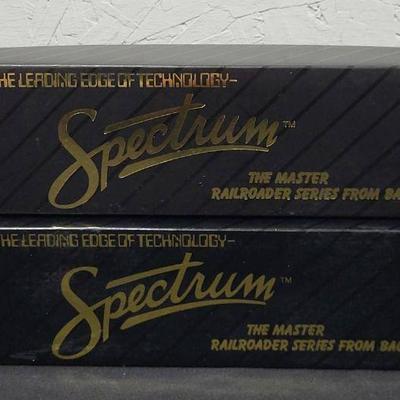 THE LEADING EDGE OF TECHNOLOGY-
Spectrum™
THE MASTER
RAILROADER SERIES FROM
THE LEADING EDGE OF TECHNOLOGY-
Spectrum™
THE MASTER
RAILROADER SERIES FROM